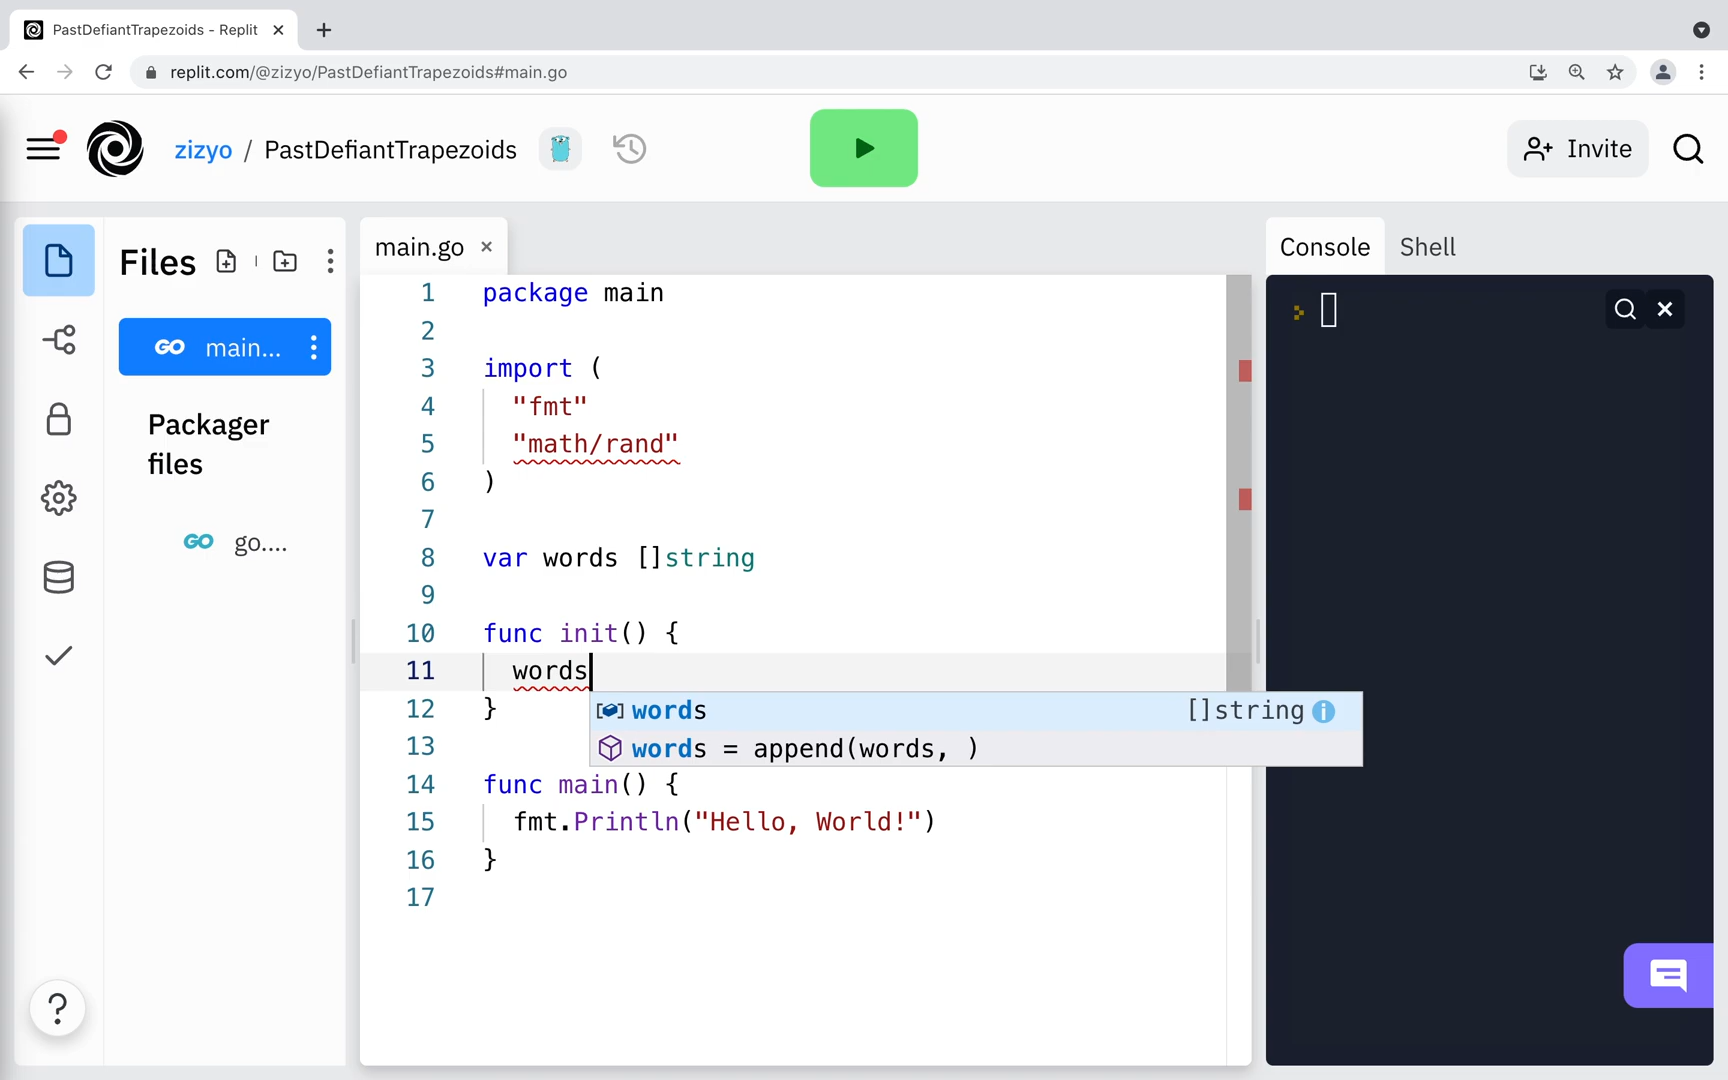 PastDefiantTrapezoids - Replit
replit.com/@zizyo/PastDefiantTrapezoids#main.go
zizyo / PastDefiantTrapezoids
Invite
Files
GO main...
Packager
files
GO go....
main.go
1 package main
2
3 import (
4 "fmt"
5 "math/rand"
6 )
7
8 var words []string
9
10 func init() {
11 words
12 }
words []string
words = append(words, )
13
14 func main() {
15 fmt.Println("Hello, World!")
16 }
17
Console Shell
?